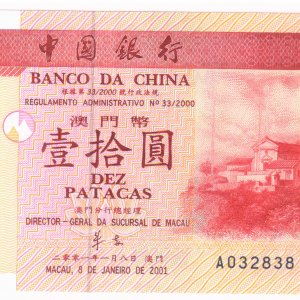 中國銀行
BANCO DA CHINA
根據第33/2000號行政法規
REGULAMENTO ADMINISTRATIVO Nº 33/2000
澳門幣
壹拾圓
DEZ
PATACAS
澳門分行總經理
DIRECTOR - GERAL DA SUCURSAL DE MACAU
二零零一年一月八日 澳門
MACAU, 8 DE JANEIRO DE 2001
A032838